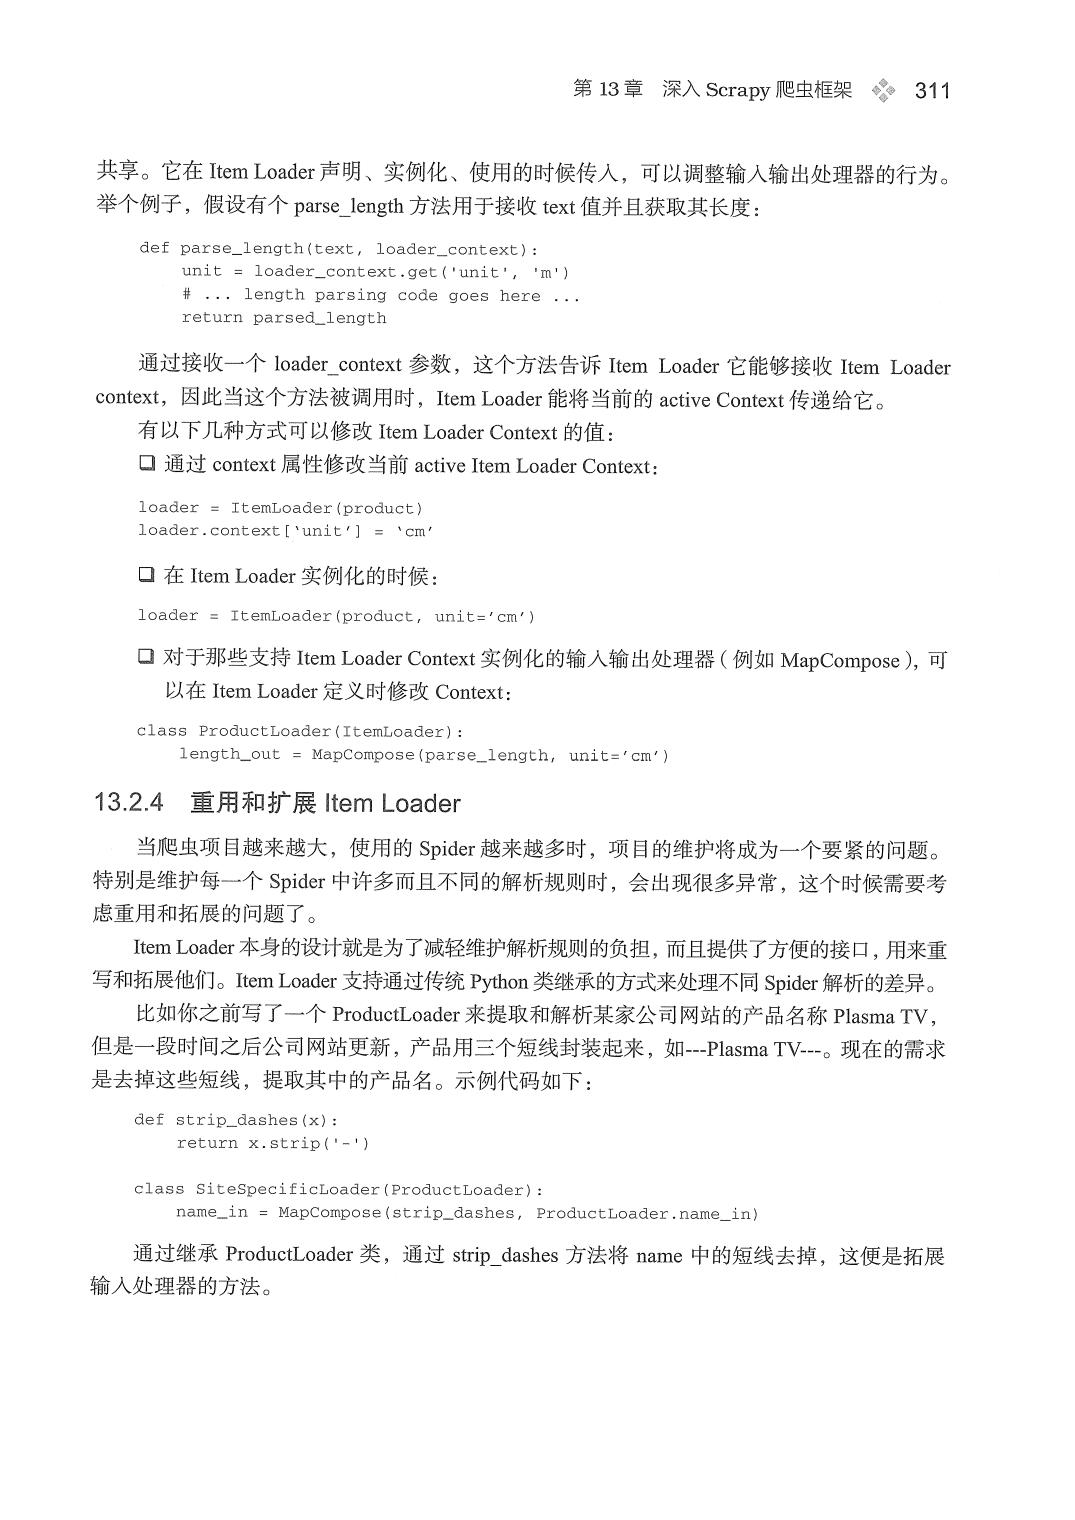 第 13 章　深入 Scrapy 爬虫框架　311
共享。它在 Item Loader 声明、实例化、使用的时候传入，可以调整输入输出处理器的行为。
举个例子，假设有个 parse_length 方法用于接收 text 值并且获取其长度：
def parse_length(text, loader_context):
    unit = loader_context.get('unit', 'm')
    # ... length parsing code goes here ...
    return parsed_length
通过接收一个 loader_context 参数，这个方法告诉 Item Loader 它能够接收 Item Loader
context，因此当这个方法被调用时，Item Loader 能将当前的 active Context 传递给它。
有以下几种方式可以修改 Item Loader Context 的值：
❑ 通过 context 属性修改当前 active Item Loader Context：
loader = ItemLoader(product)
loader.context[‘unit’] = ‘cm’
❑ 在 Item Loader 实例化的时候：
loader = ItemLoader(product, unit=’cm’)
❑ 对于那些支持 Item Loader Context 实例化的输入输出处理器（例如 MapCompose），可
以在 Item Loader 定义时修改 Context：
class ProductLoader(ItemLoader):
    length_out = MapCompose(parse_length, unit=’cm’)
13.2.4　重用和扩展 Item Loader
当爬虫项目越来越大，使用的 Spider 越来越多时，项目的维护将成为一个要紧的问题。
特别是维护每一个 Spider 中许多而且不同的解析规则时，会出现很多异常，这个时候需要考
虑重用和拓展的问题了。
Item Loader 本身的设计就是为了减轻维护解析规则的负担，而且提供了方便的接口，用来重
写和拓展他们。Item Loader 支持通过传统 Python 类继承的方式来处理不同 Spider 解析的差异。
比如你之前写了一个 ProductLoader 来提取和解析某家公司网站的产品名称 Plasma TV，
但是一段时间之后公司网站更新，产品用三个短线封装起来，如---Plasma TV---。现在的需求
是去掉这些短线，提取其中的产品名。示例代码如下：
def strip_dashes(x):
    return x.strip('-')
class SiteSpecificLoader(ProductLoader):
    name_in = MapCompose(strip_dashes, ProductLoader.name_in)
通过继承 ProductLoader 类，通过 strip_dashes 方法将 name 中的短线去掉，这便是拓展
输入处理器的方法。